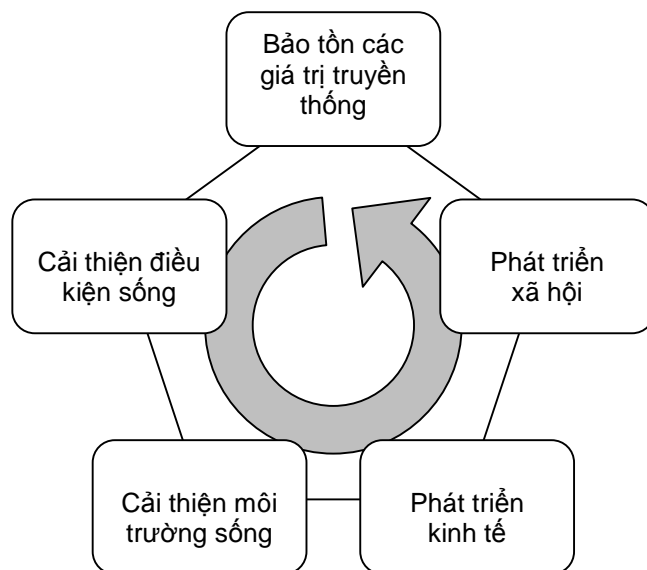 Bảo tồn các
giá trị truyền
thống
Cải thiện điều
kiện sống
Phát triển
xã hội
Cải thiện môi
trường sống
Phát triển
kinh tế